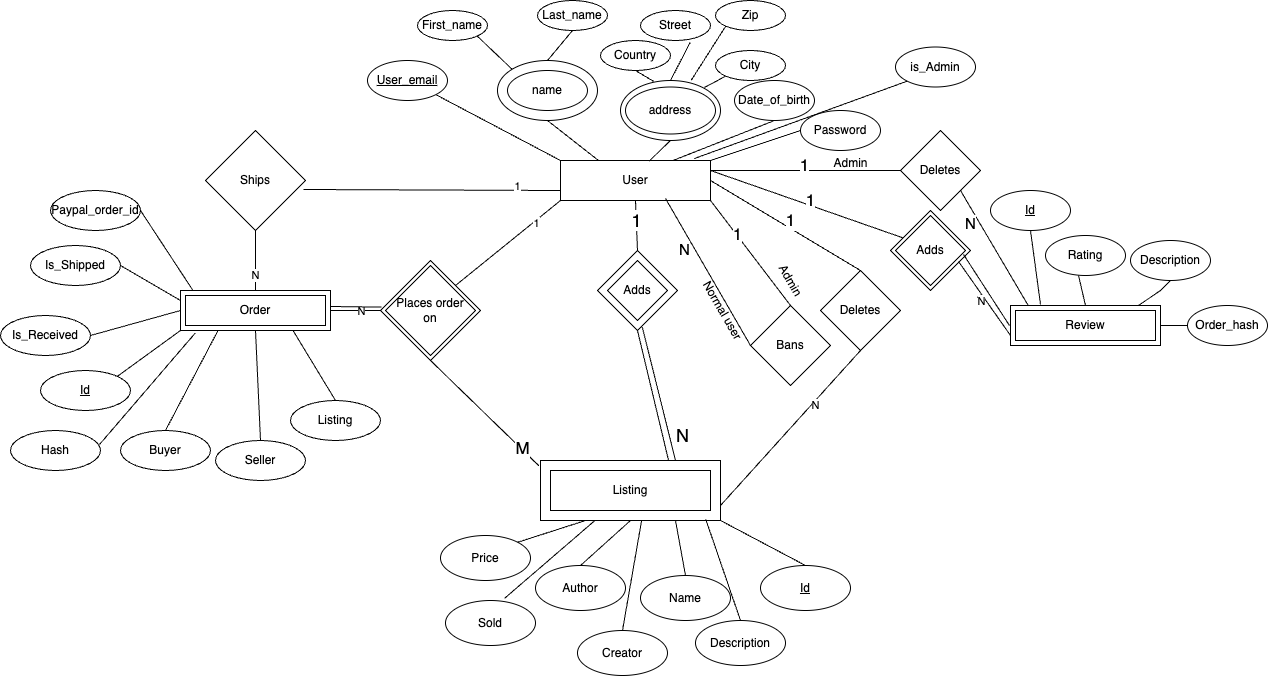 Last_name
First_name
Street
Zip
Country
City
is_Admin
User_email
name
address
Date_of_birth
Password
Ships
1
User
1
Admin
Deletes
Paypal_order_id
1
1
1
1
1
N
Id
N
Adds
Rating
Description
Is_Shipped
N
Adds
Admin
Places order
on
Order
N
Normal user
Deletes
N
Review
Order_hash
Is_Received
Bans
Id
N
Listing
M
N
Hash
Buyer
Seller
Listing
Price
Author
Name
Id
Sold
Creator
Description